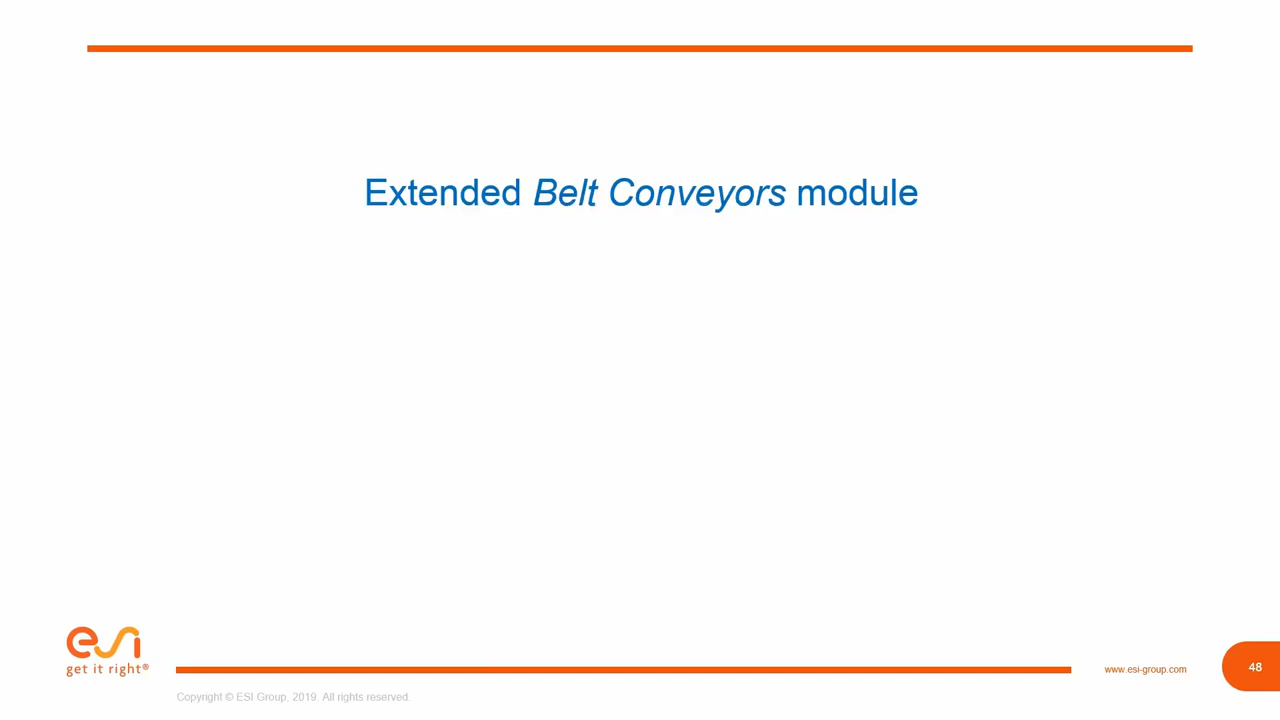 Extended Belt Conveyors module
esi
get it right®
www.esi-group.com
48
Copyright © ESI Group, 2019. All rights reserved.